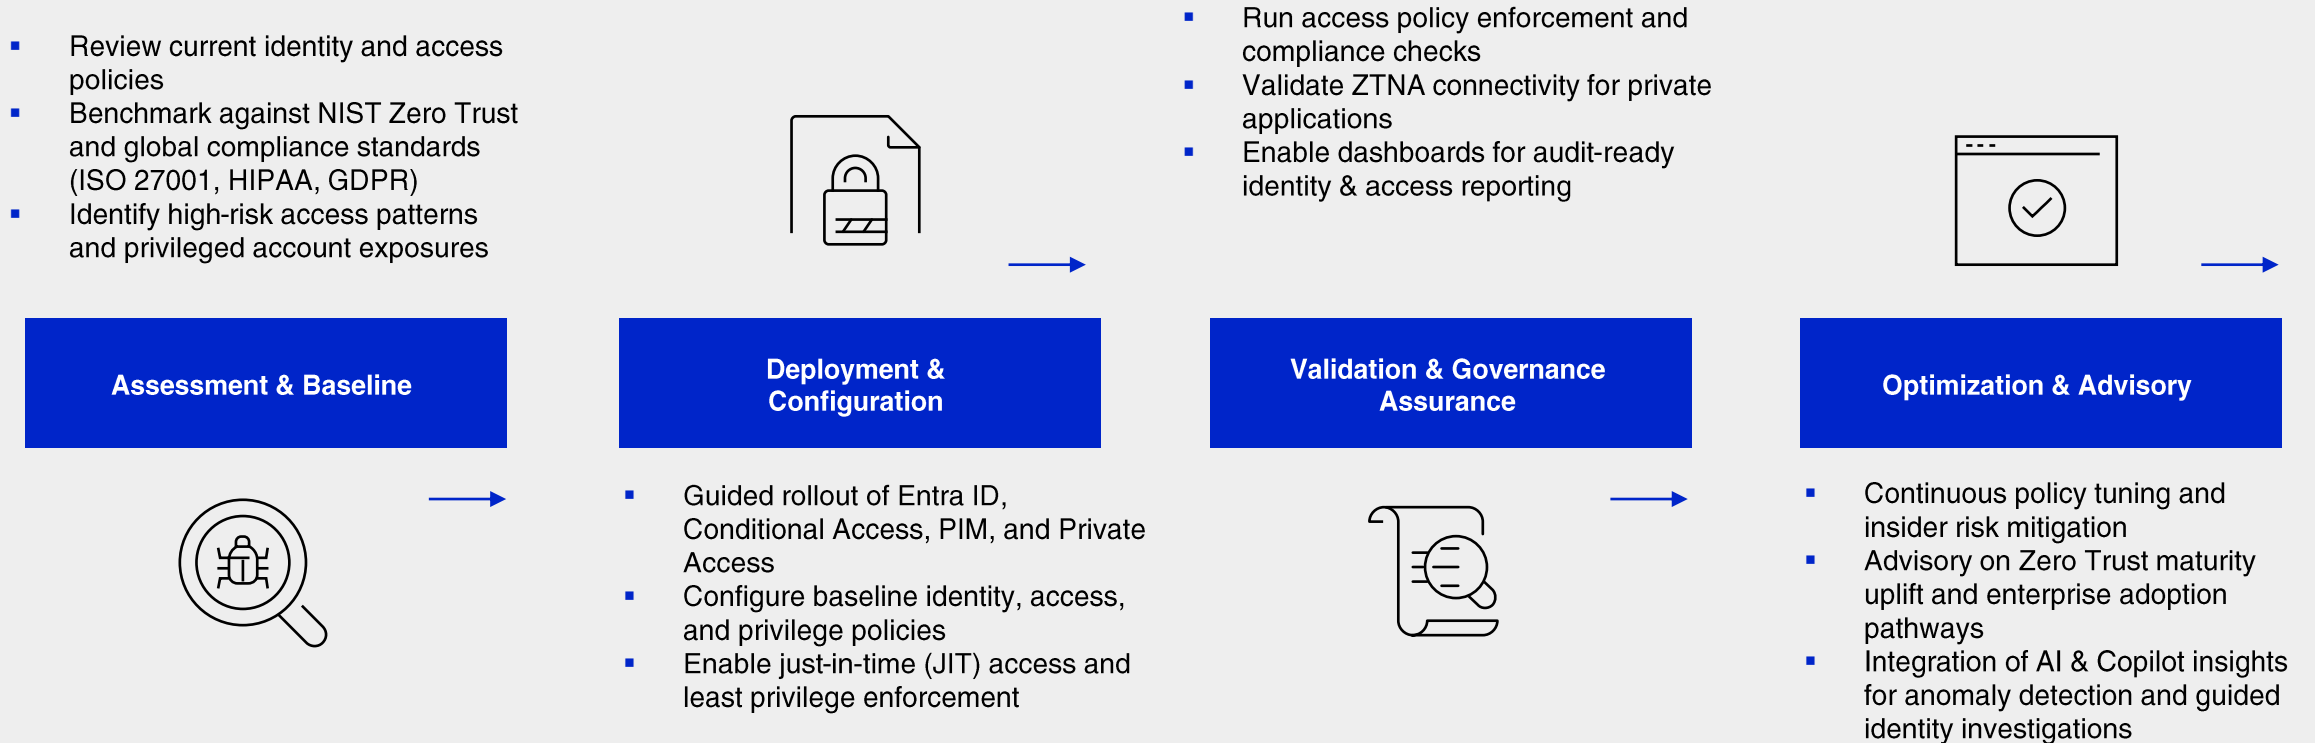 Review current identity and access
policies
Benchmark against NIST Zero Trust
and global compliance standards
(ISO 27001, HIPAA, GDPR)
Identify high-risk access patterns
and privileged account exposures
Assessment & Baseline
Deployment &
Configuration
Guided rollout of Entra ID,
Conditional Access, PIM, and Private
Access
Configure baseline identity, access,
and privilege policies
Enable just-in-time (JIT) access and
least privilege enforcement
Run access policy enforcement and
compliance checks
Validate ZTNA connectivity for private
applications
Enable dashboards for audit-ready
identity & access reporting
Validation & Governance
Assurance
Optimization & Advisory
Continuous policy tuning and
insider risk mitigation
Advisory on Zero Trust maturity
uplift and enterprise adoption
pathways
Integration of AI & Copilot insights
for anomaly detection and guided
identity investigations